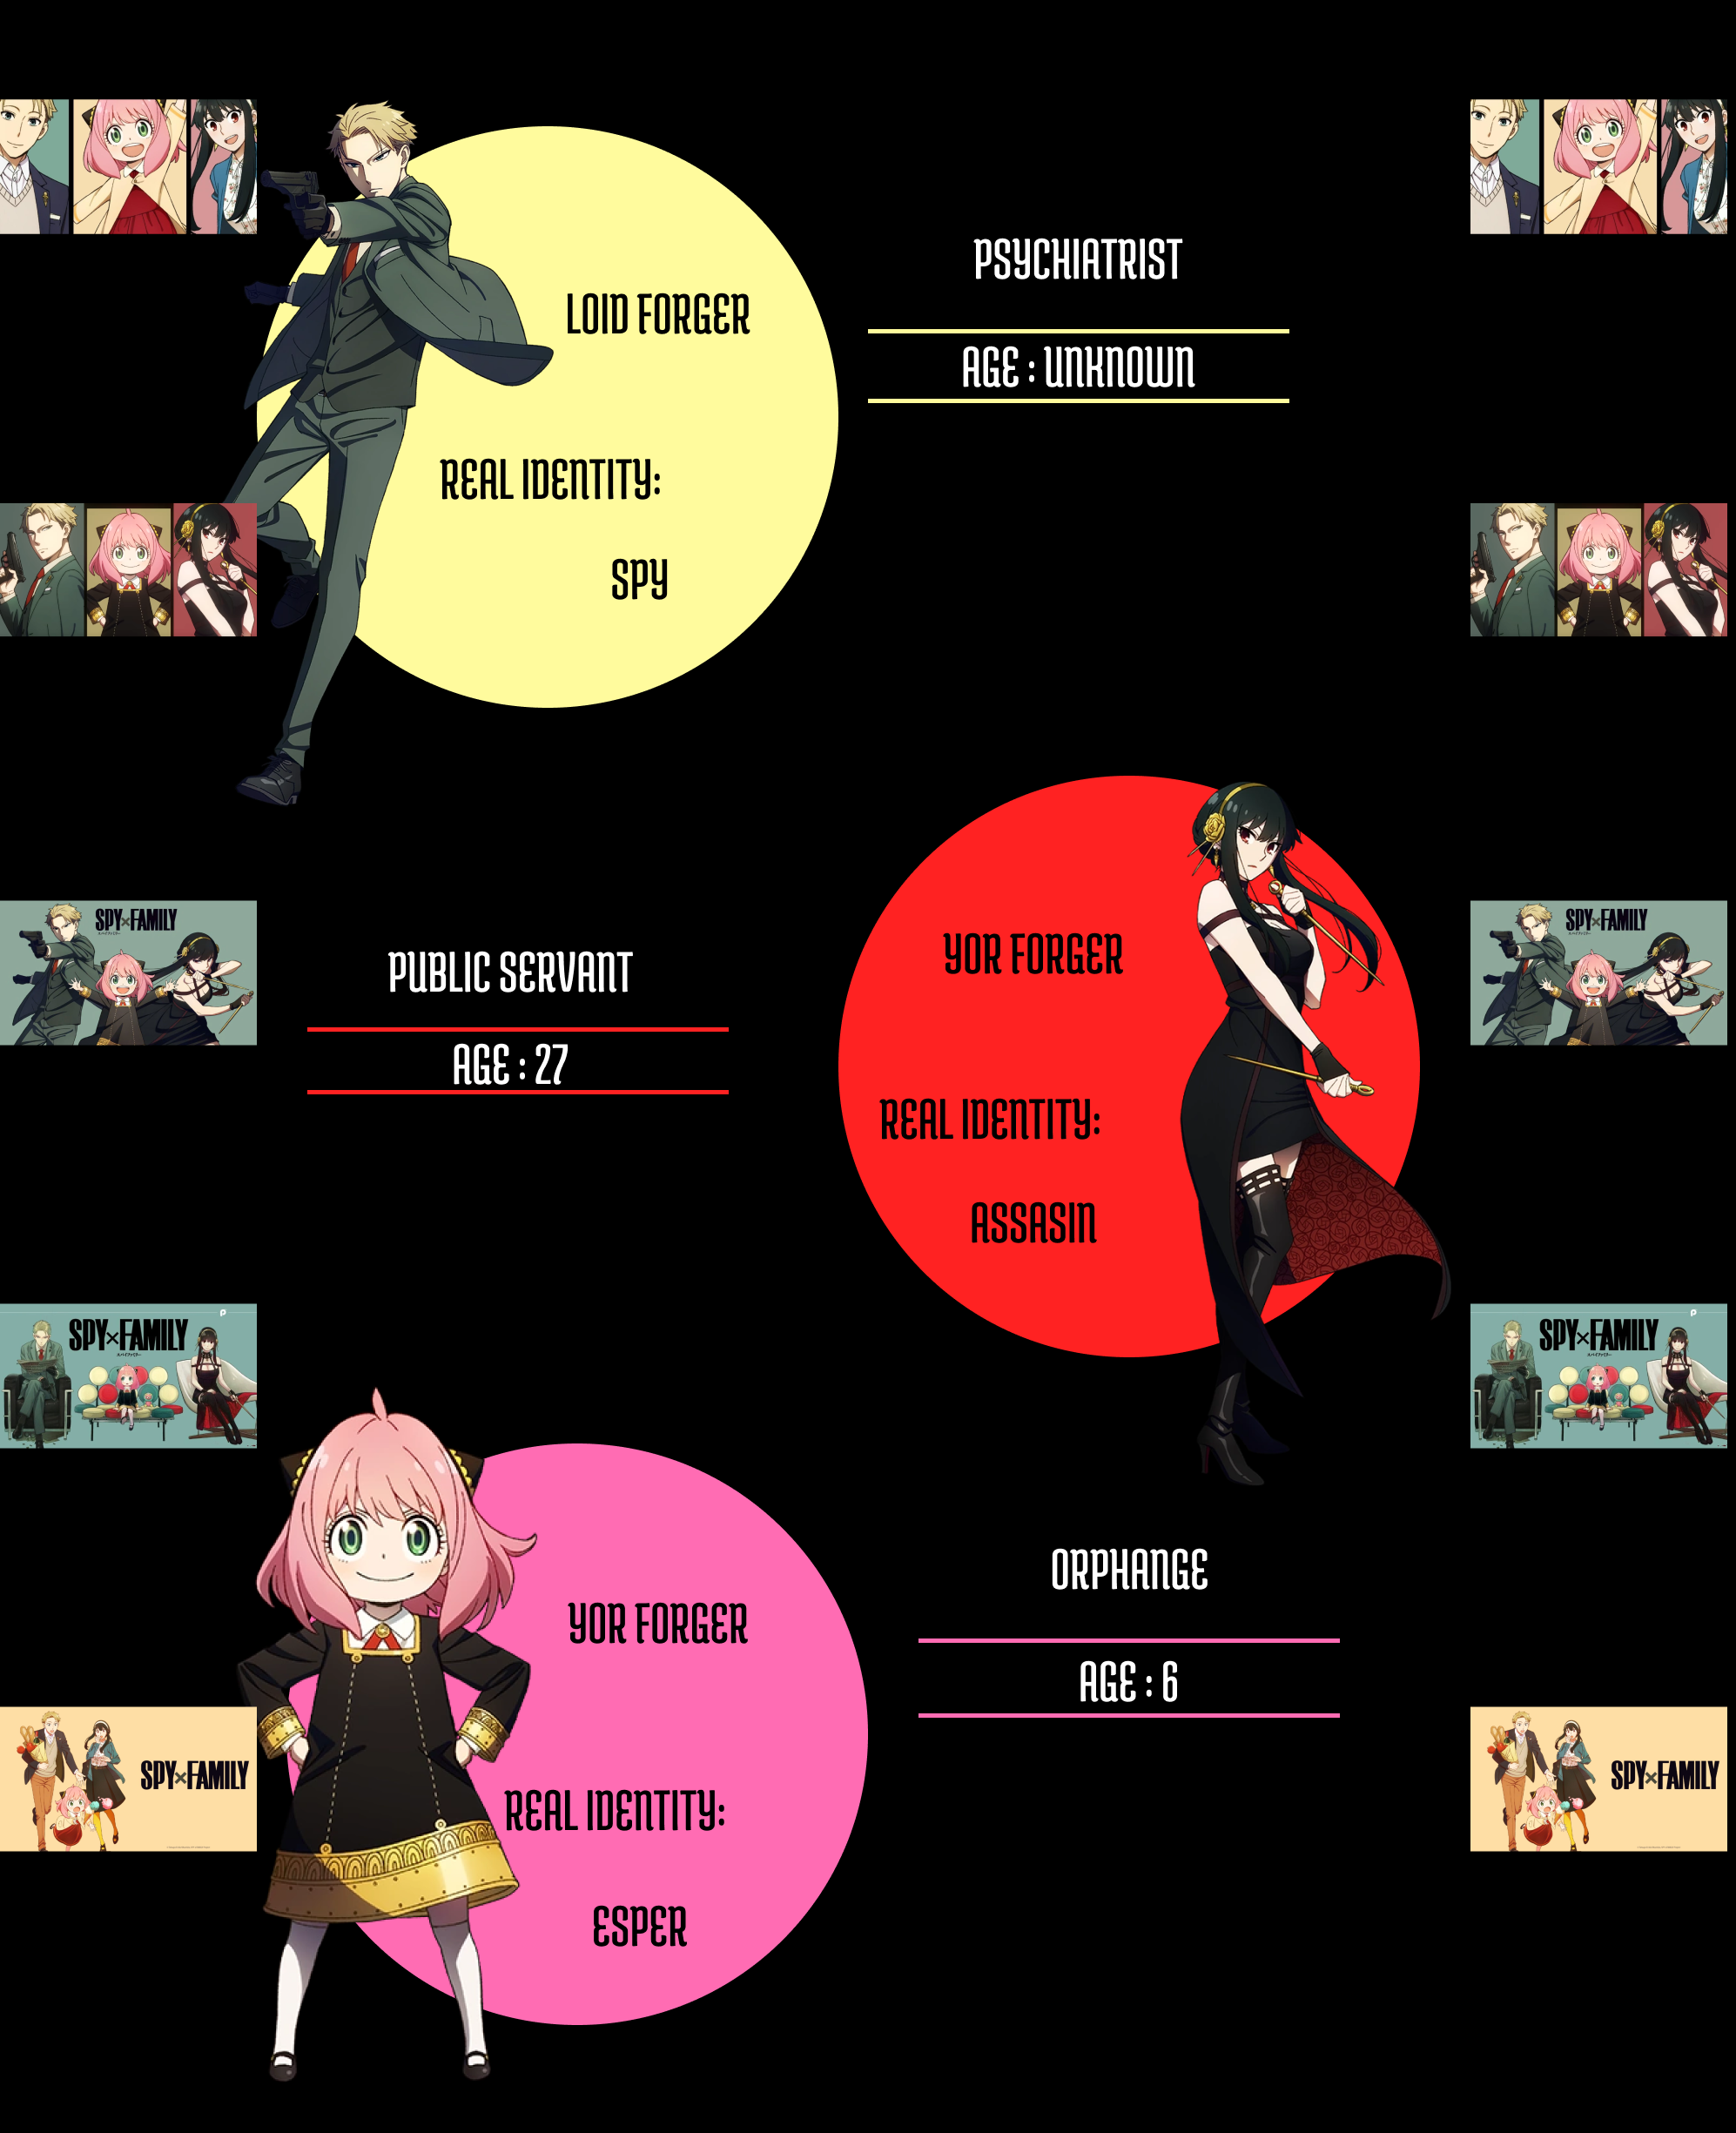 PSYCHIATRIST
LOID FORGER
AGE : UNKNOWN
REAL IDENTITY:
SPY
SPY×FAMILY
SPY×FAMILY
YOR FORGER
PUBLIC SERVANT
AGE : 27
REAL IDENTITY:
ASSASIN
SPY×FAMILY
SPY×FAMILY
ORPHANGE
YOR FORGER
AGE : 6
SPY×FAMILY
SPY×FAMILY
REAL IDENTITY:
ESPER